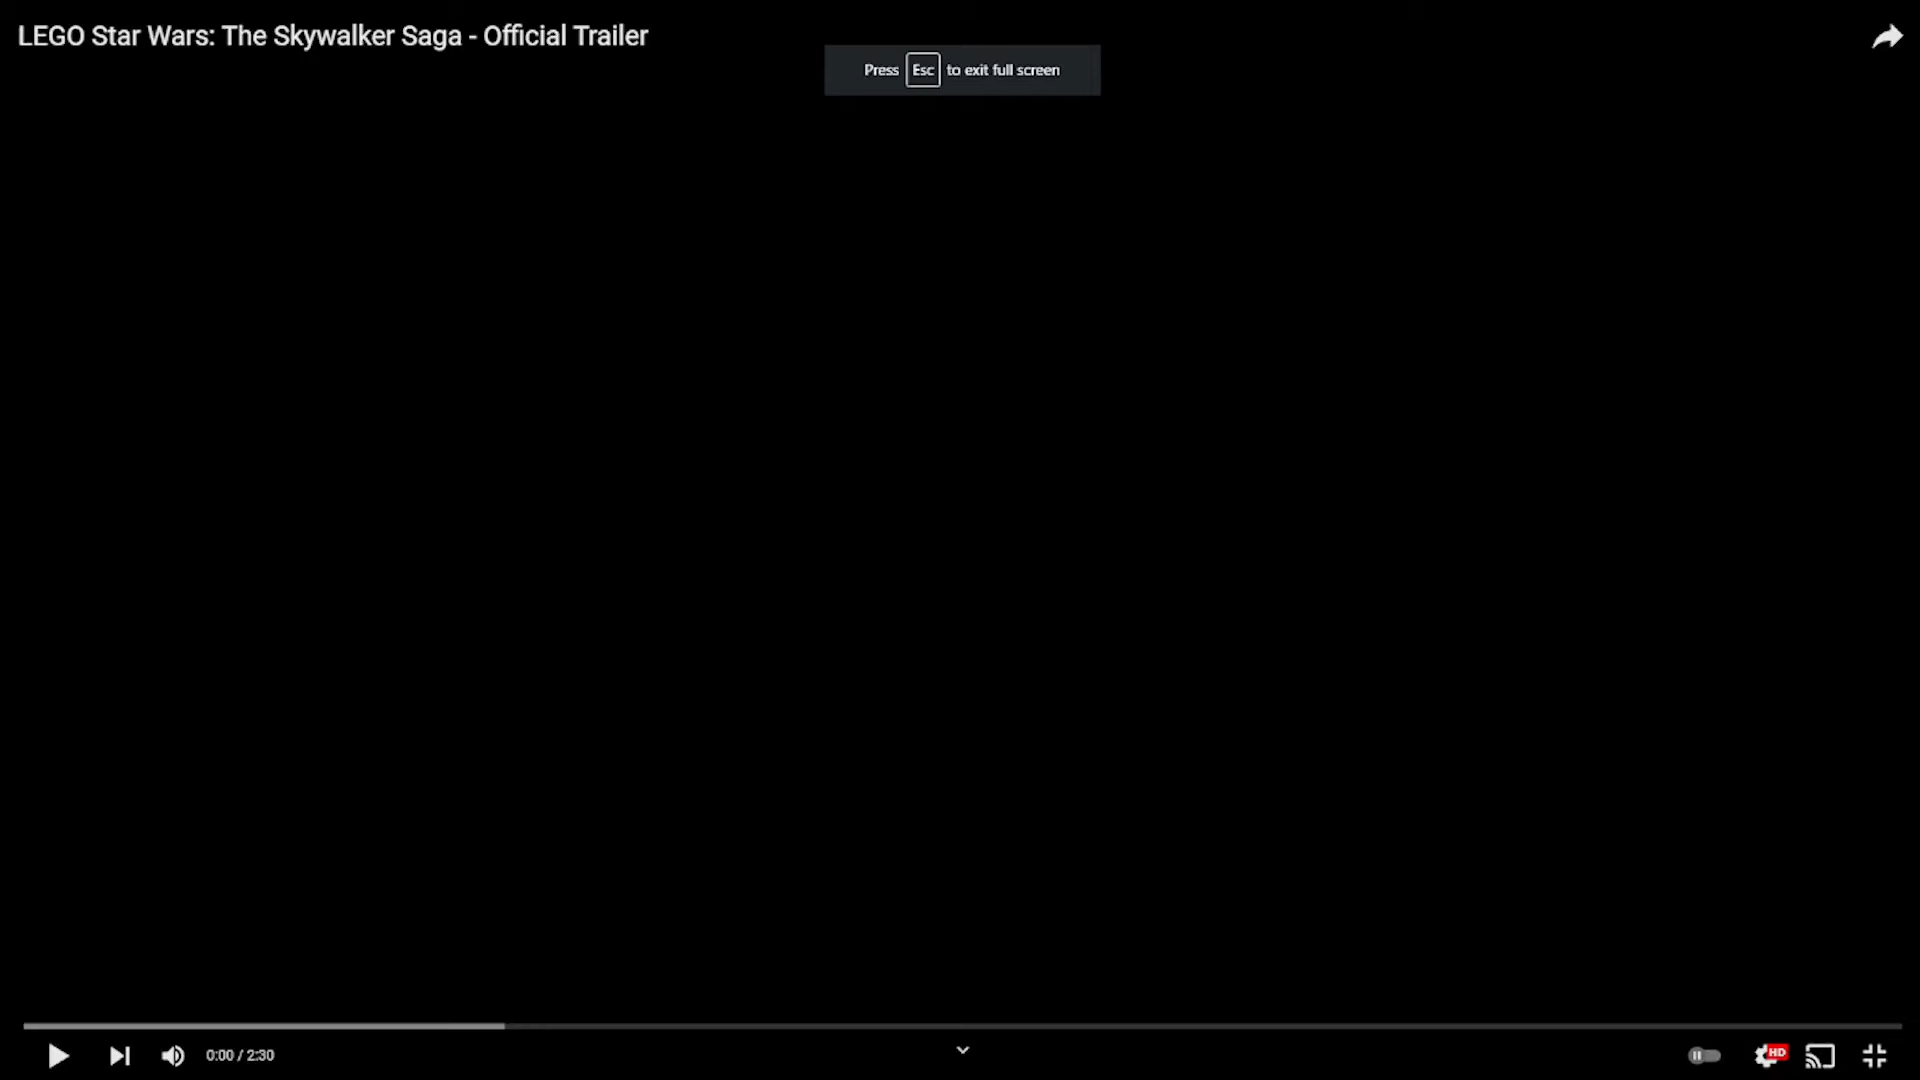 LEGO Star Wars: The Skywalker Saga - Official Trailer
Press Esc to exit full screen
0:00 / 2:30
HD